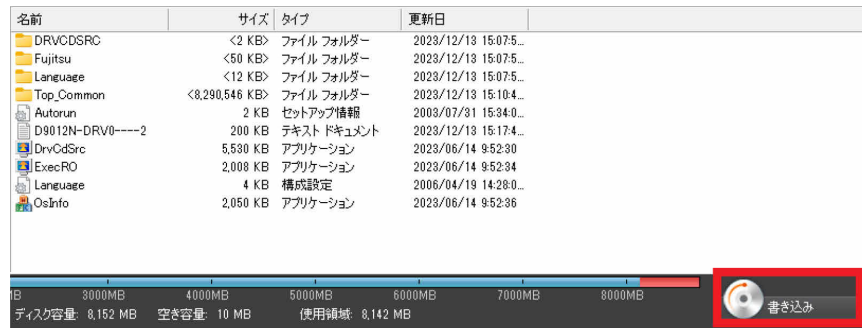 名前 サイズ タイプ 更新日
DRVCDSRC <2 KB> ファイル フォルダー 2023/12/13 15:07:5...
Fujitsu <50 KB> ファイル フォルダー 2023/12/13 15:07:5...
Language <12 KB> ファイル フォルダー 2023/12/13 15:07:5...
Top_Common <8,290,546 KB> ファイル フォルダー 2023/12/13 15:10:4...
Autorun 2 KB セットアップ情報 2003/07/31 15:34:0...
D9012N-DRV0----2 200 KB テキスト ドキュメント 2023/12/13 15:17:4...
DrvCdSrc 5,530 KB アプリケーション 2023/06/14 9:52:30
ExecRO 2,008 KB アプリケーション 2023/06/14 9:52:34
Language 4 KB 構成設定 2006/04/19 14:28:0...
OsInfo 2,050 KB アプリケーション 2023/06/14 9:52:36
IB 3000MB 4000MB 5000MB 6000MB 7000MB 8000MB
ディスク容量: 8,152 MB 空き容量: 10 MB 使用領域: 8,142 MB
書き込み